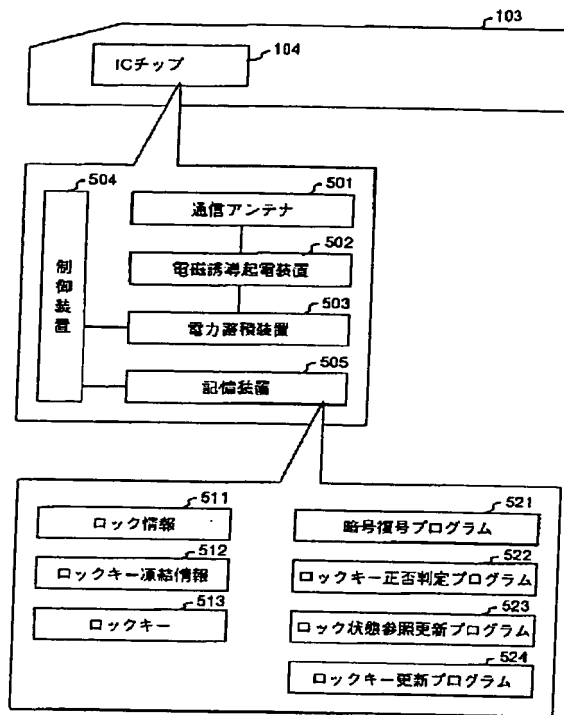 103
ICチップ
104
504
制御装置
501
通信アンテナ
502
電磁誘導起電装置
503
電力蓄積装置
505
記憶装置
511
ロック情報
512
ロックキー凍結情報
513
ロックキー
521
暗号復号プログラム
522
ロックキー正否判定プログラム
523
ロック状態参照更新プログラム
524
ロックキー更新プログラム